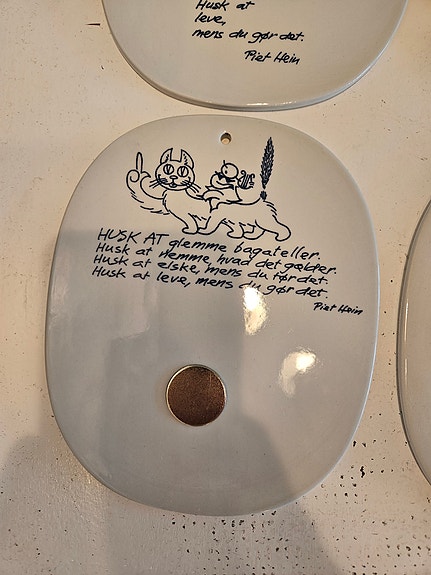 Husk at
leve,
mens du gør det.
Piet Hein
HUSK AT glemme bagateller.
Husk at nemme, hvad det gælder.
Husk at elske, mens du tør det.
Husk at leve, mens du gør det.
Piet Hein